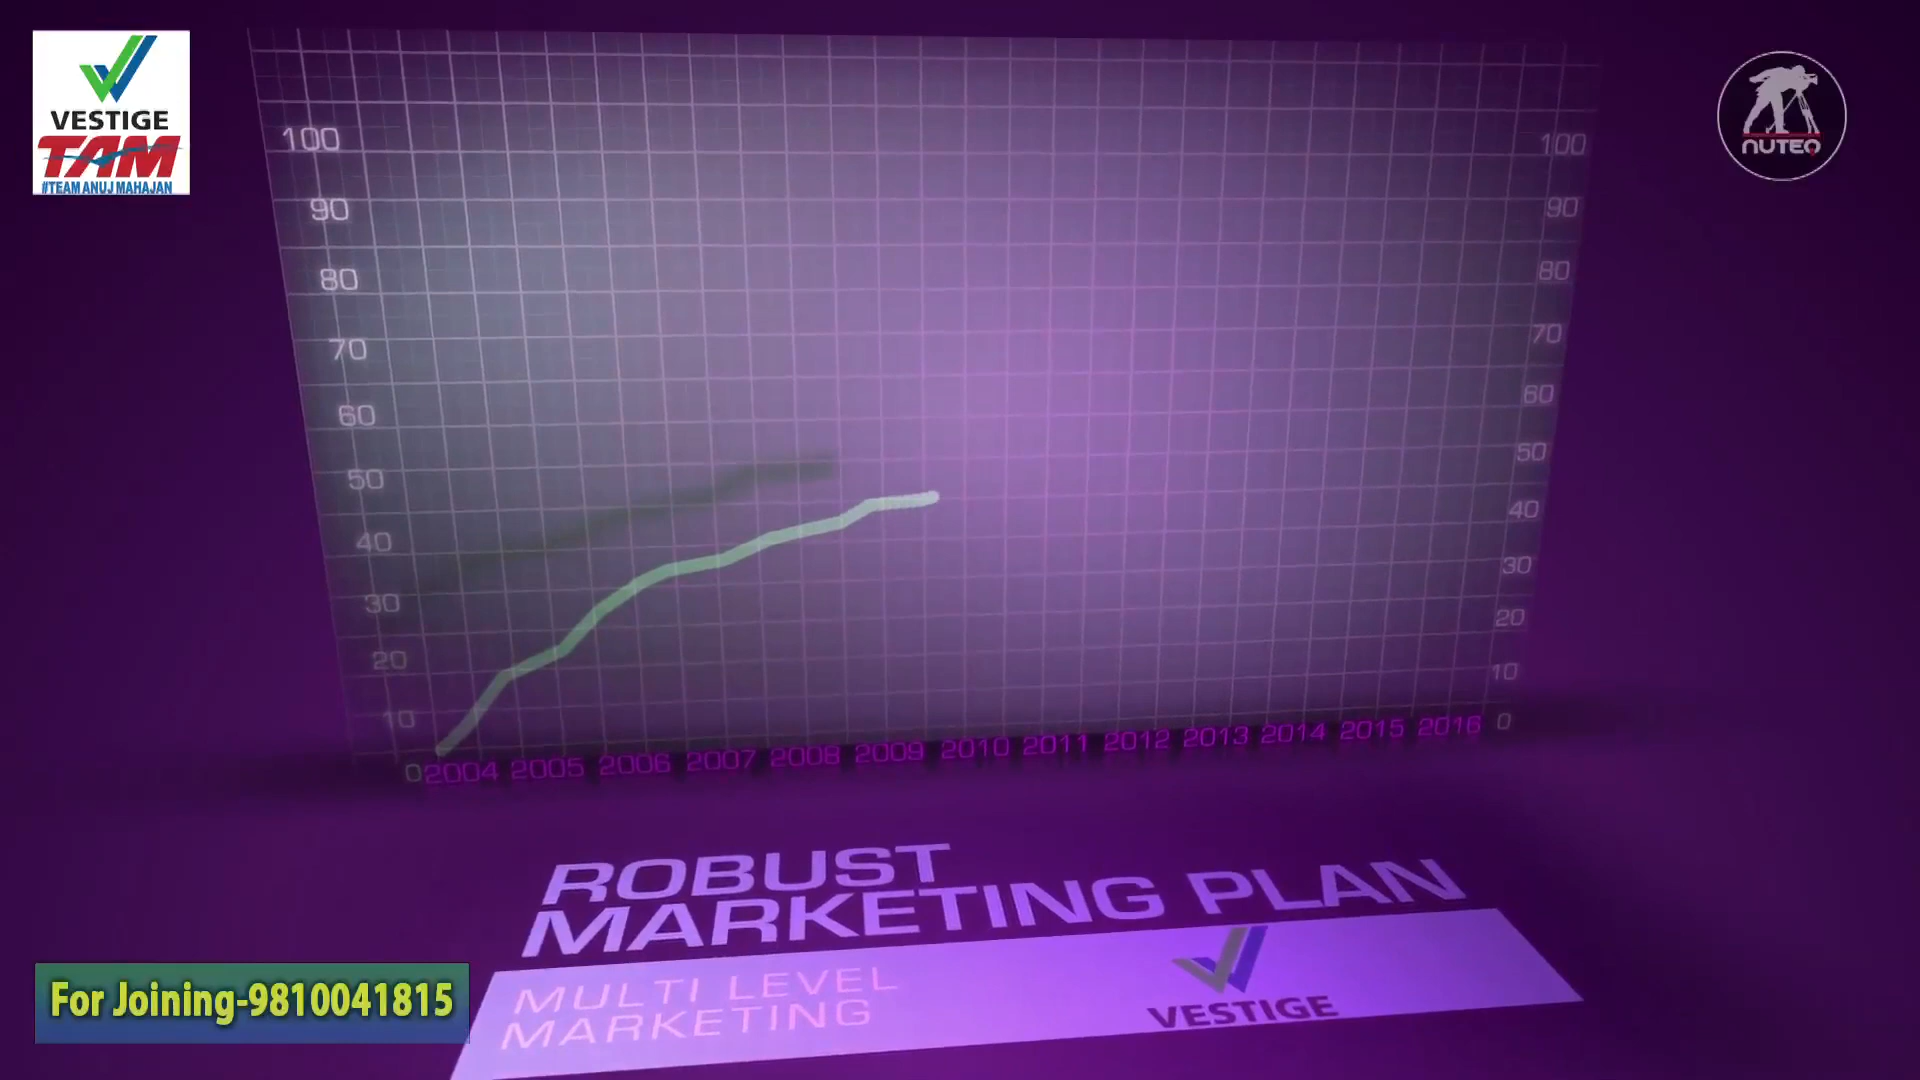 VESTIGE
TAM
#TEAM ANUJ MAHAJAN
NUTEQ
100
90
80
70
60
50
40
30
20
10
0
100
90
80
70
60
50
40
30
20
10
0
2004 2005 2006 2007 2008 2009 2010 2011 2012 2013 2014 2015 2016
ROBUST
MARKETING PLAN
MULTI LEVEL
MARKETING
VESTIGE
For Joining-9810041815